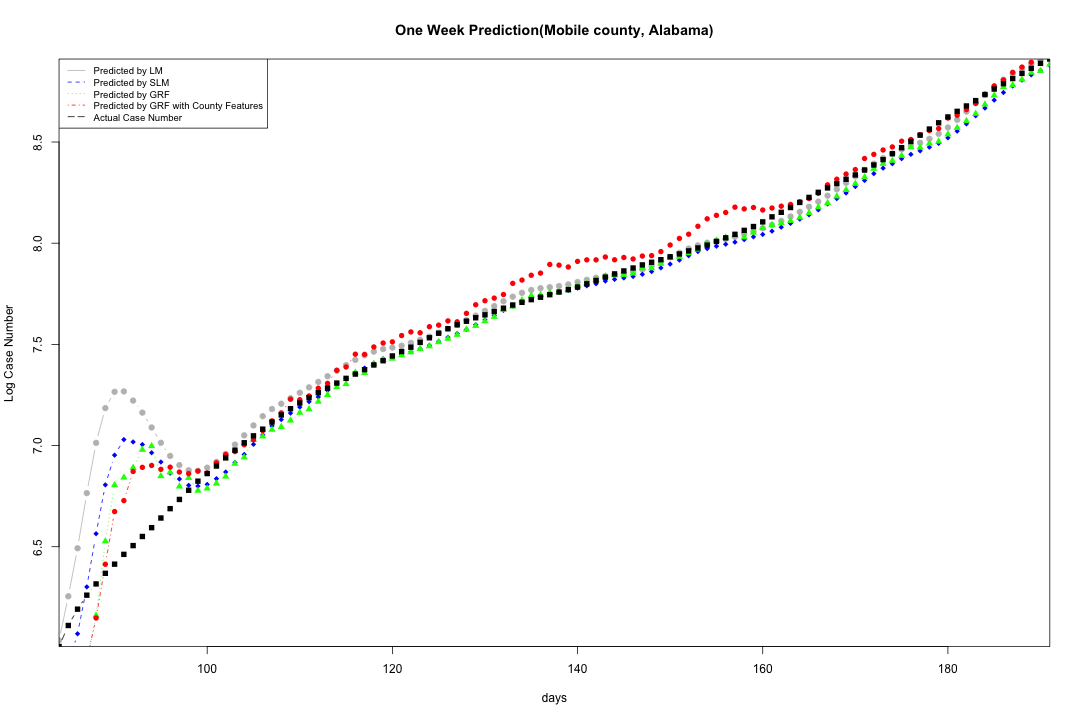 One Week Prediction(Mobile county, Alabama)
Predicted by LM
Predicted by SLM
Predicted by GRF
Predicted by GRF with County Features
Actual Case Number
Log Case Number
8.5
8.0
7.5
7.0
6.5
100 120 140 160 180
days